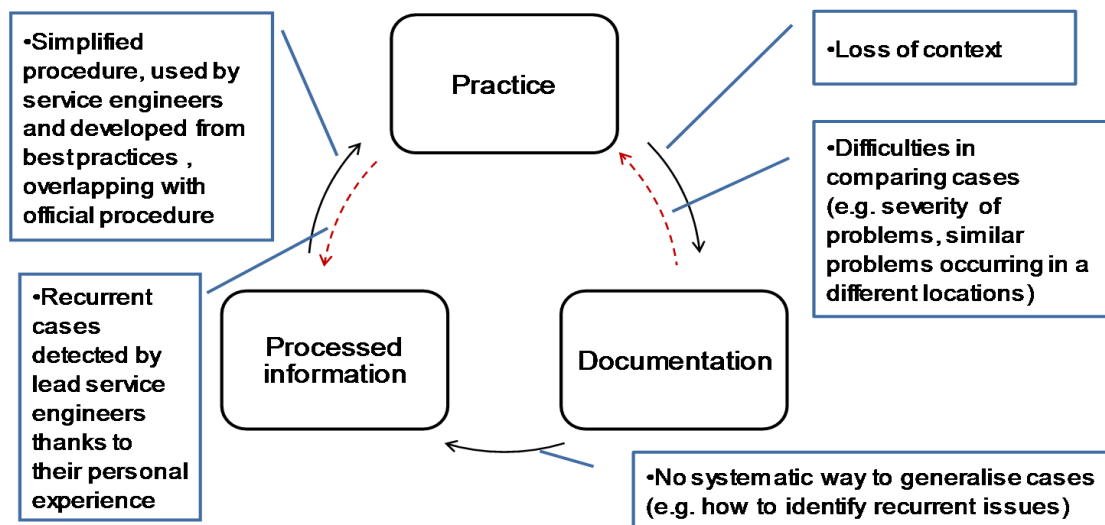 •Simplified
procedure, used by
service engineers
and developed from
best practices ,
overlapping with
official procedure
Practice
•Loss of context
•Difficulties in
comparing cases
(e.g. severity of
problems, similar
problems occurring in a
different locations)
•Recurrent
cases
detected by
lead service
engineers
thanks to
their personal
experience
Processed
information
Documentation
•No systematic way to generalise cases
(e.g. how to identify recurrent issues)